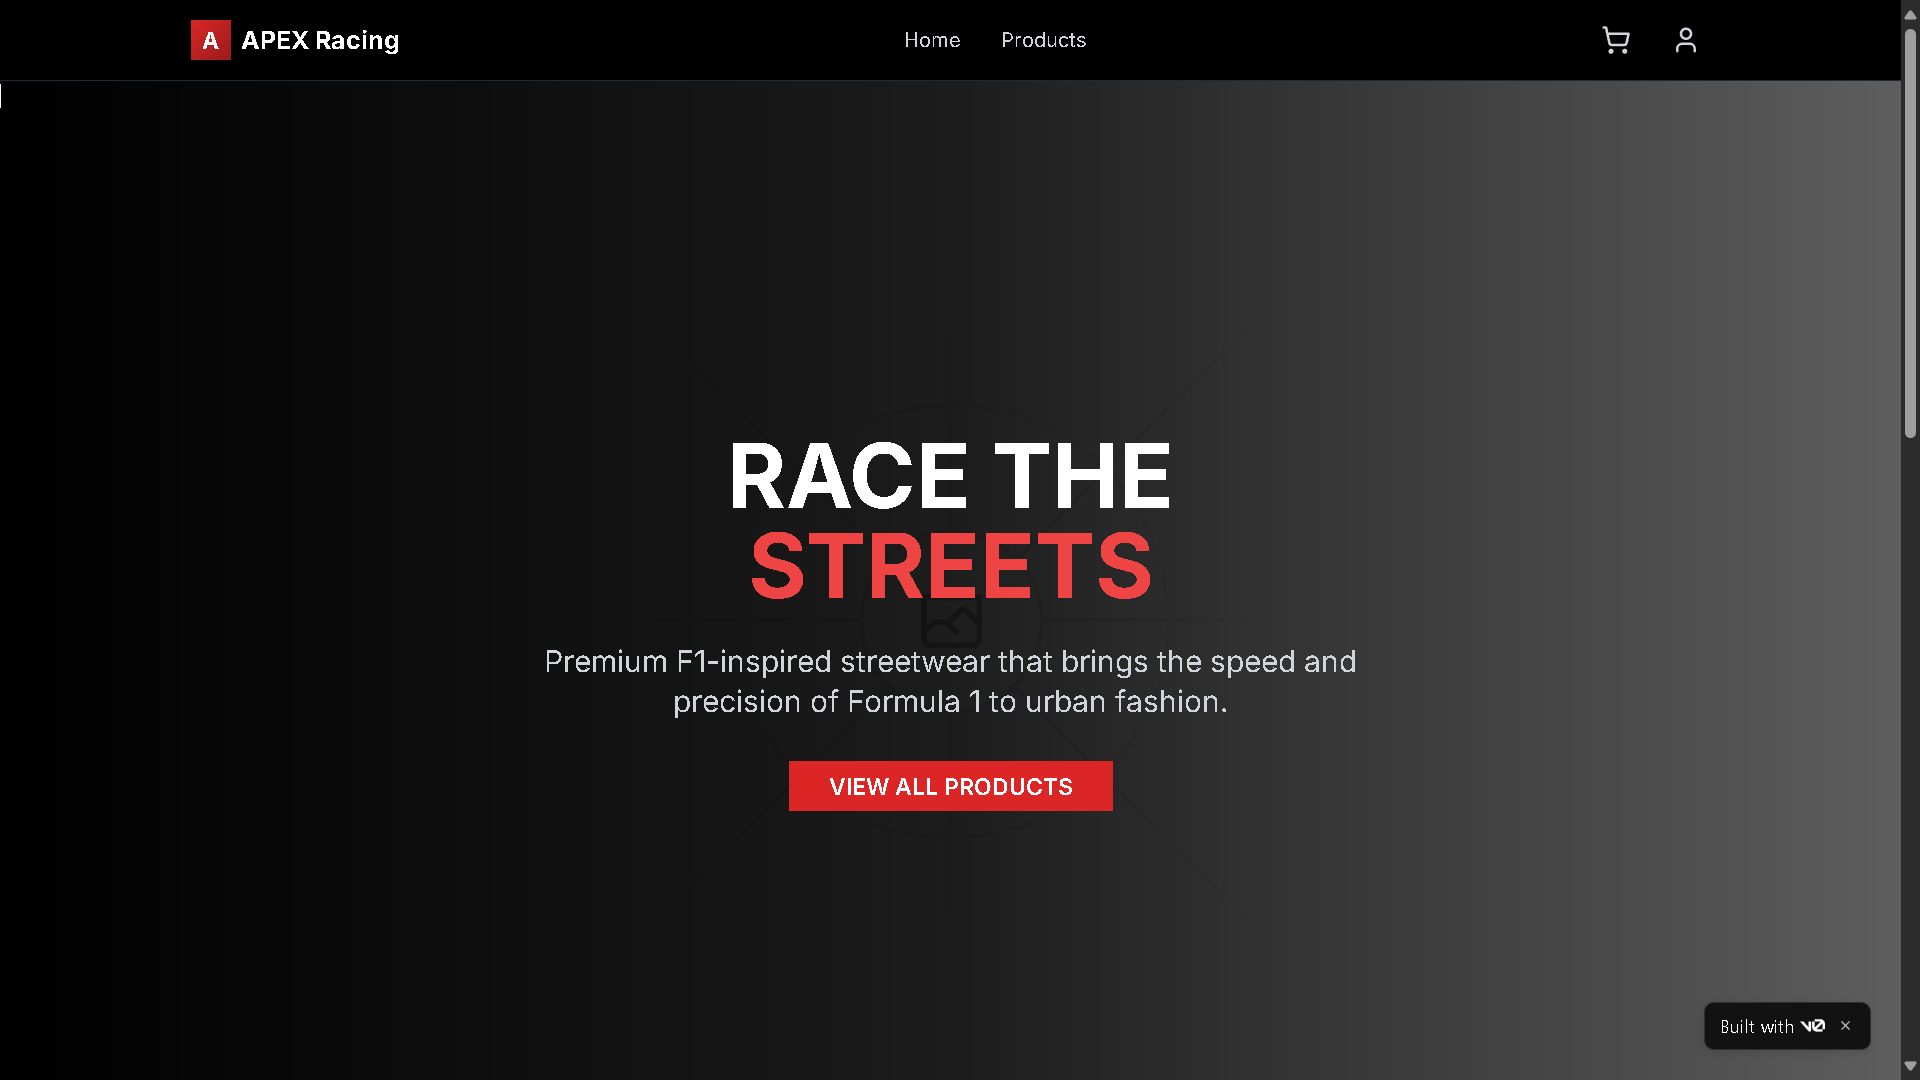 A APEX Racing
Home
Products
RACE THE
STREETS
Premium F1-inspired streetwear that brings the speed and
precision of Formula 1 to urban fashion.
VIEW ALL PRODUCTS
Built with v0